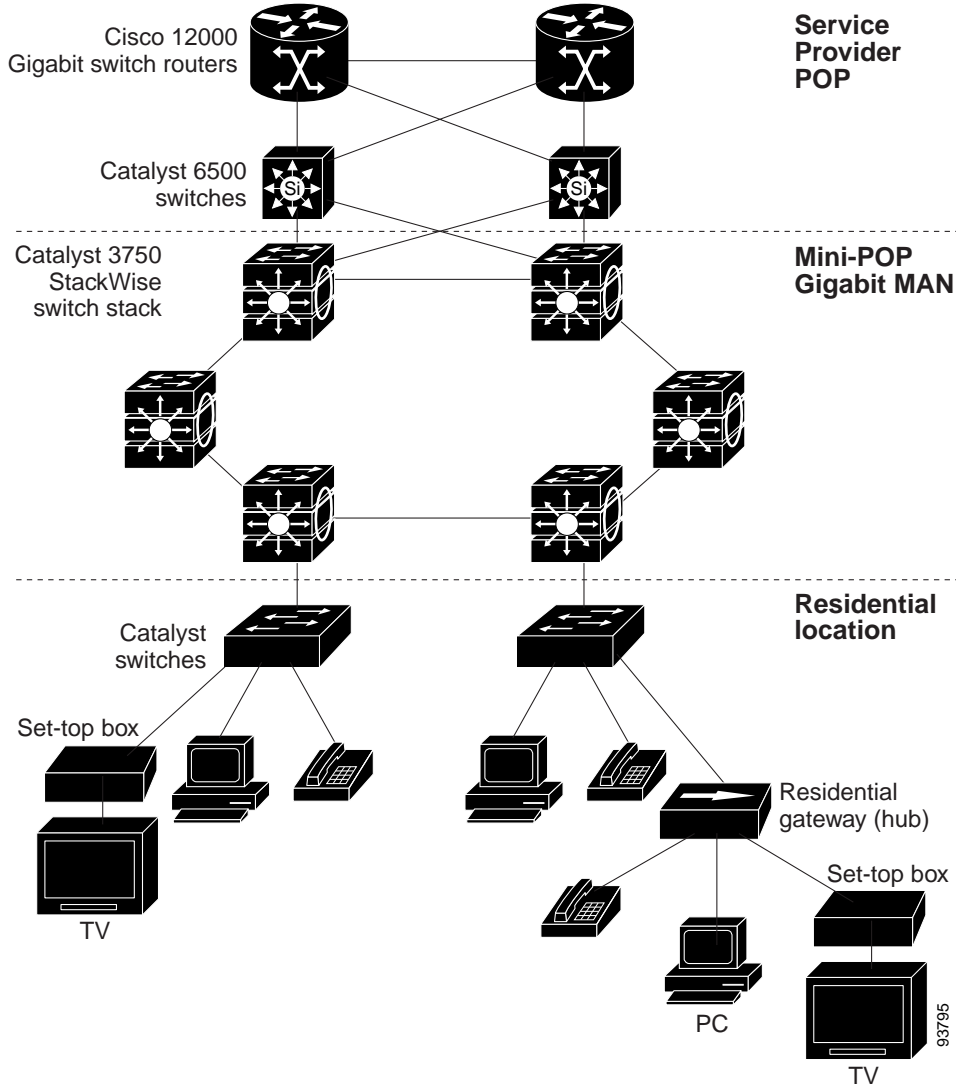 Cisco 12000
Gigabit switch routers
Service
Provider
POP
Catalyst 6500
switches
Si
Si
Catalyst 3750
StackWise
switch stack
Mini-POP
Gigabit MAN
Residential
location
Catalyst
switches
Set-top box
TV
Residential
gateway (hub)
Set-top box
PC
TV
93795